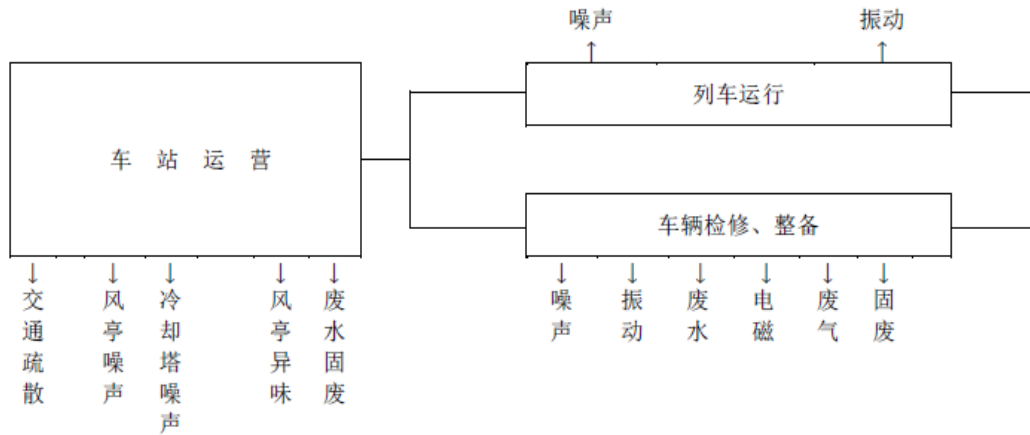 噪声
振动
列车运行
车站运营
车辆检修、整备
交通疏散
风亭噪声
冷却塔噪声
风亭异味
废水固废
噪声
振动
废水
电磁
废气
固废